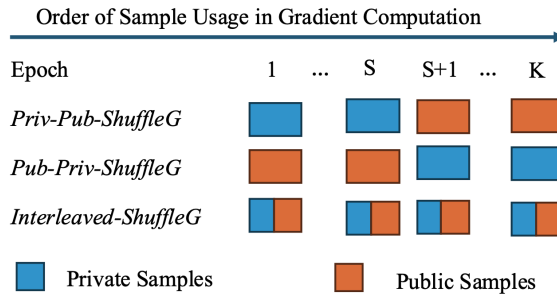 Order of Sample Usage in Gradient Computation
Epoch 1 ... S S+1 ... K
Priv-Pub-ShuffleG
Pub-Priv-ShuffleG
Interleaved-ShuffleG
Private Samples Public Samples